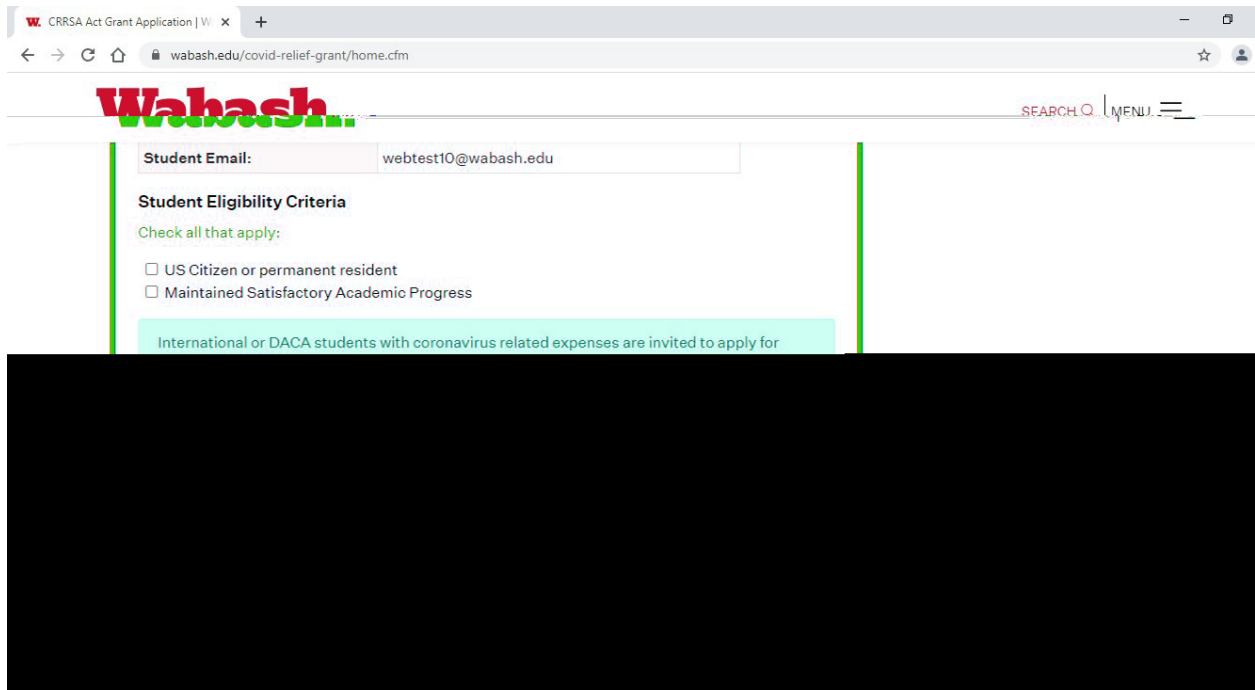 W. CRRSA Act Grant Application | W
wabash.edu/covid-relief-grant/home.cfm
Wabash
SEARCH MENU
Student Email: webtest10@wabash.edu
Student Eligibility Criteria
Check all that apply:
US Citizen or permanent resident
Maintained Satisfactory Academic Progress
International or DACA students with coronavirus related expenses are invited to apply for